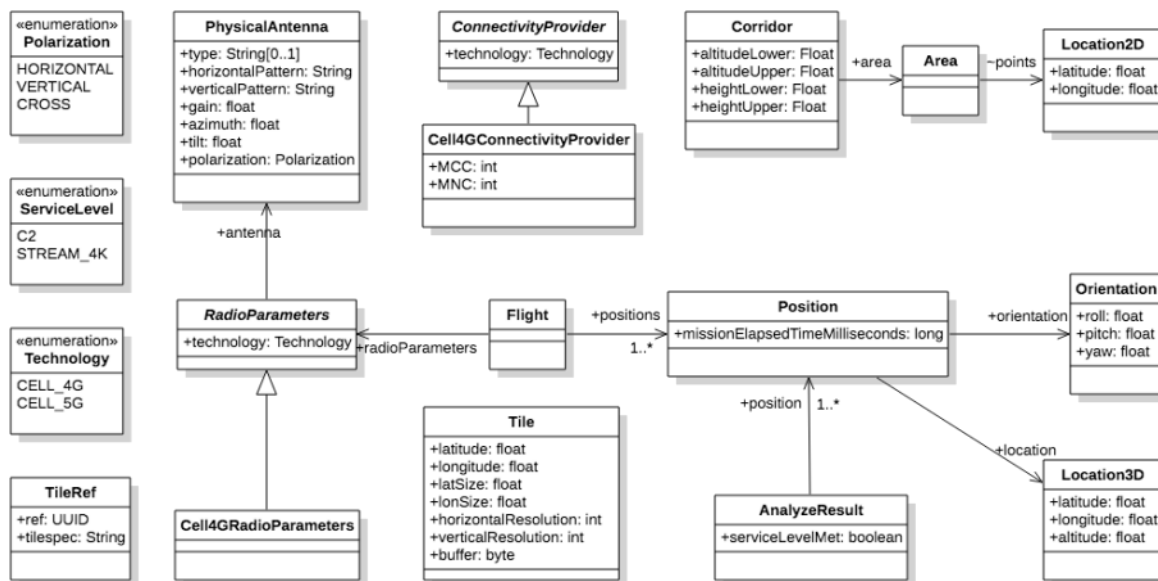 «enumeration»
Polarization
HORIZONTAL
VERTICAL
CROSS
PhysicalAntenna
+type: String[0..1]
+horizontalPattern: String
+verticalPattern: String
+gain: float
+azimuth: float
+tilt: float
+polarization: Polarization
ConnectivityProvider
+technology: Technology
Cell4GConnectivityProvider
+MCC: int
+MNC: int
Corridor
+altitudeLower: Float
+altitudeUpper: Float
+heightLower: Float
+heightUpper: Float
+area
Area
~points
Location2D
+latitude: float
+longitude: float
«enumeration»
ServiceLevel
C2
STREAM_4K
+antenna
«enumeration»
Technology
CELL_4G
CELL_5G
RadioParameters
+technology: Technology
+radioParameters
Flight
+positions
1..*
Position
+missionElapsedTimeMilliseconds: long
+orientation
Orientation
+roll: float
+pitch: float
+yaw: float
+position
1..*
+location
TileRef
+ref: UUID
+tilespec: String
Cell4GRadioParameters
Tile
+latitude: float
+longitude: float
+latSize: float
+lonSize: float
+horizontalResolution: int
+verticalResolution: int
+buffer: byte
AnalyzeResult
+serviceLevelMet: boolean
Location3D
+latitude: float
+longitude: float
+altitude: float